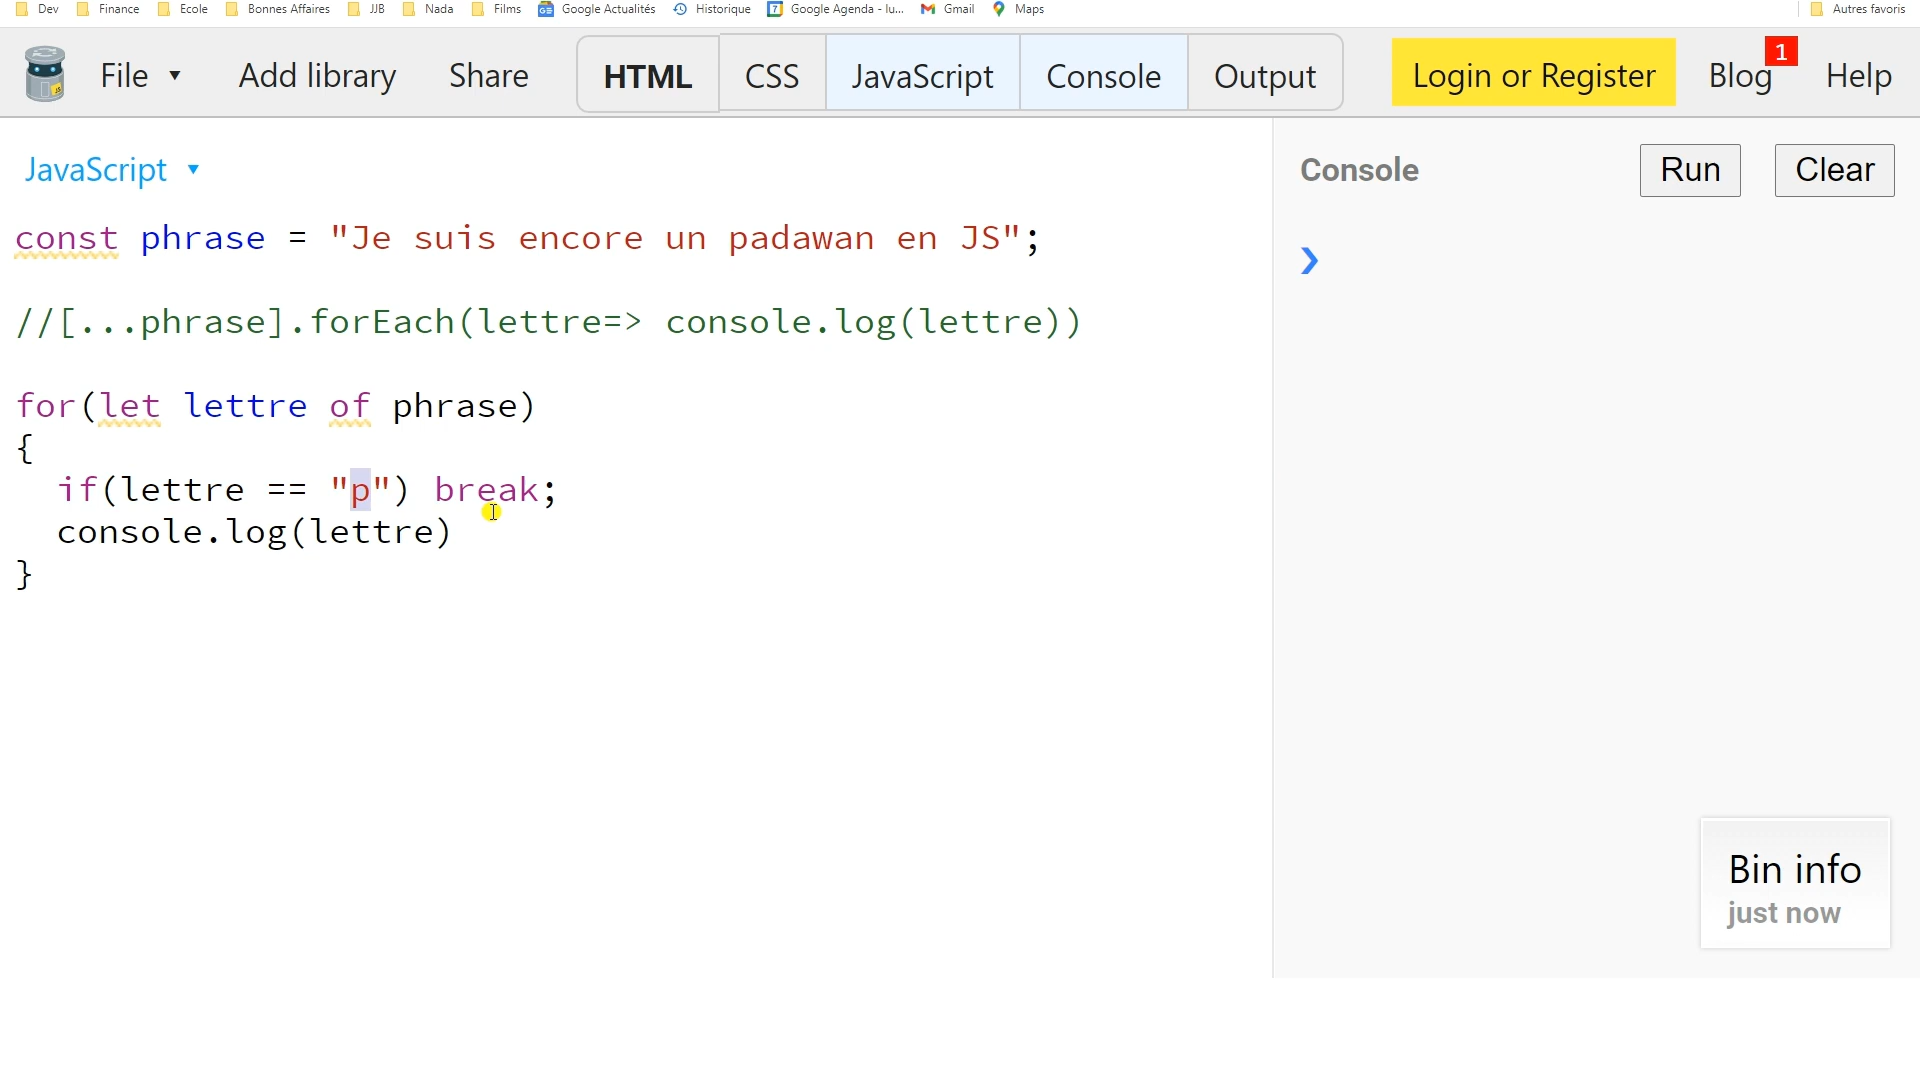 Dev Finance Ecole Bonnes Affaires JJB Nada Films Google Actualités Historique Google Agenda - lu... Gmail Maps Autres favoris
File Add library Share HTML CSS JavaScript Console Output Login or Register Blog 1 Help
JavaScript
Console Run Clear
const phrase = "Je suis encore un padawan en JS";
//[...phrase].forEach(lettre=> console.log(lettre))
for(let lettre of phrase)
{
if(lettre == "p") break;
console.log(lettre)
}
Bin info
just now